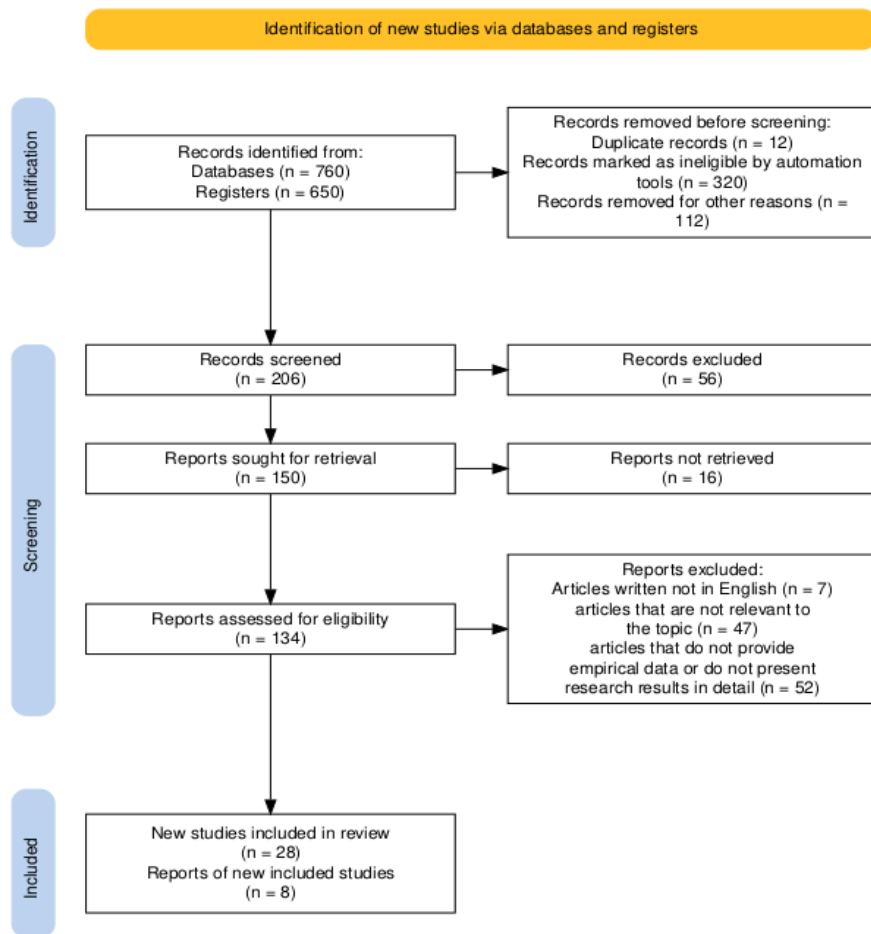 Identification of new studies via databases and registers
Identification
Records identified from:
Databases (n = 760)
Registers (n = 650)
Records removed before screening:
Duplicate records (n = 12)
Records marked as ineligible by automation
tools (n = 320)
Records removed for other reasons (n =
112)
Screening
Records screened
(n = 206)
Records excluded
(n = 56)
Reports sought for retrieval
(n = 150)
Reports not retrieved
(n = 16)
Reports assessed for eligibility
(n = 134)
Reports excluded:
Articles written not in English (n = 7)
articles that are not relevant to
the topic (n = 47)
articles that do not provide
empirical data or do not present
research results in detail (n = 52)
Included
New studies included in review
(n = 28)
Reports of new included studies
(n = 8)